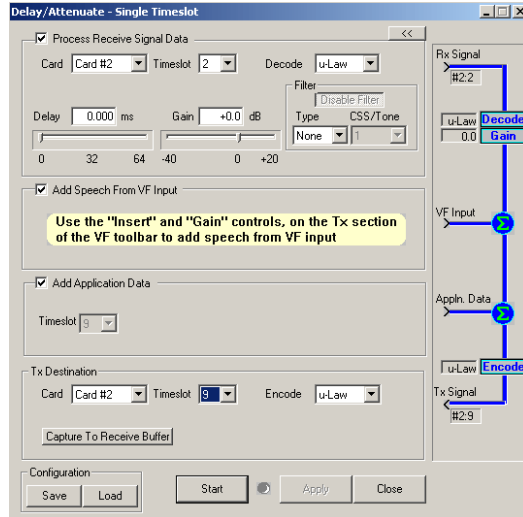 Delay/Attenuate - Single Timeslot
Process Receive Signal Data
<<
Card Card #2 Timeslot 2 Decode u-Law
Filter
Disable Filter
Delay 0.000 ms Gain +0.0 dB Type CSS/Tone
None 1
0 32 64 -40 0 +20
Add Speech From VF Input
Use the "Insert" and "Gain" controls, on the Tx section
of the VF toolbar to add speech from VF input
Add Application Data
Timeslot 9
Tx Destination
Card Card #2 Timeslot 9 Encode u-Law
Capture To Receive Buffer
Configuration
Save Load Start Apply Close
Rx Signal
#2:2
u-Law Decode
0.0 Gain
VF Input
Σ
Appln. Data
Σ
u-Law Encode
Tx Signal
#2:9